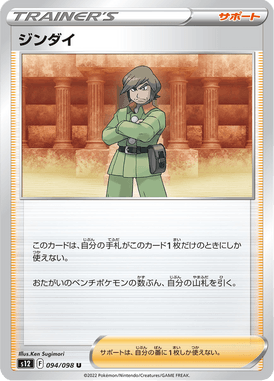 TRAINER'S サポート
ジンダイ
このカードは、自分の手札がこのカード1枚だけのときにしか
使えない。
おたがいのベンチポケモンの数ぶん、自分の山札を引く。
Illus.Ken Sugimori
s12 F 094/098 U
サポートは、自分の番に1枚しか使えない。
©2022 Pokémon/Nintendo/Creatures/GAME FREAK.